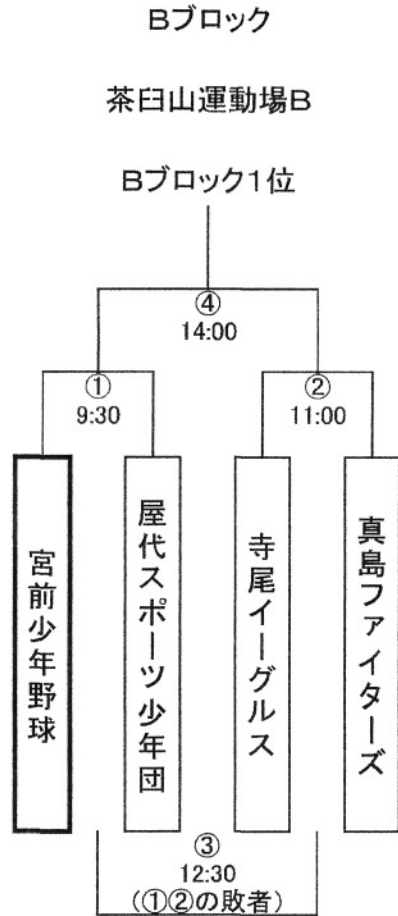 Bブロック
茶臼山運動場B
Bブロック1位
④
14:00
①
9:30
②
11:00
宮前少年野球
屋代スポーツ少年団
寺尾イーグルス
真島ファイターズ
③
12:30
(①②の敗者)